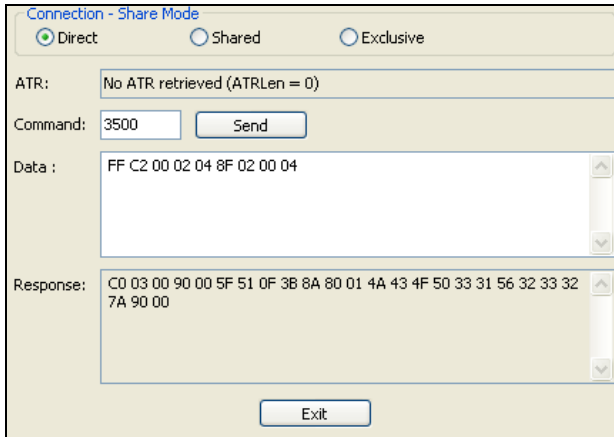 Connection - Share Mode
Direct Shared Exclusive
ATR: No ATR retrieved (ATRLen = 0)
Command: 3500 Send
Data : FF C2 00 02 04 8F 02 00 04
Response: C0 03 00 90 00 5F 51 0F 3B 8A 80 01 4A 43 4F 50 33 31 56 32 33 32
7A 90 00
Exit